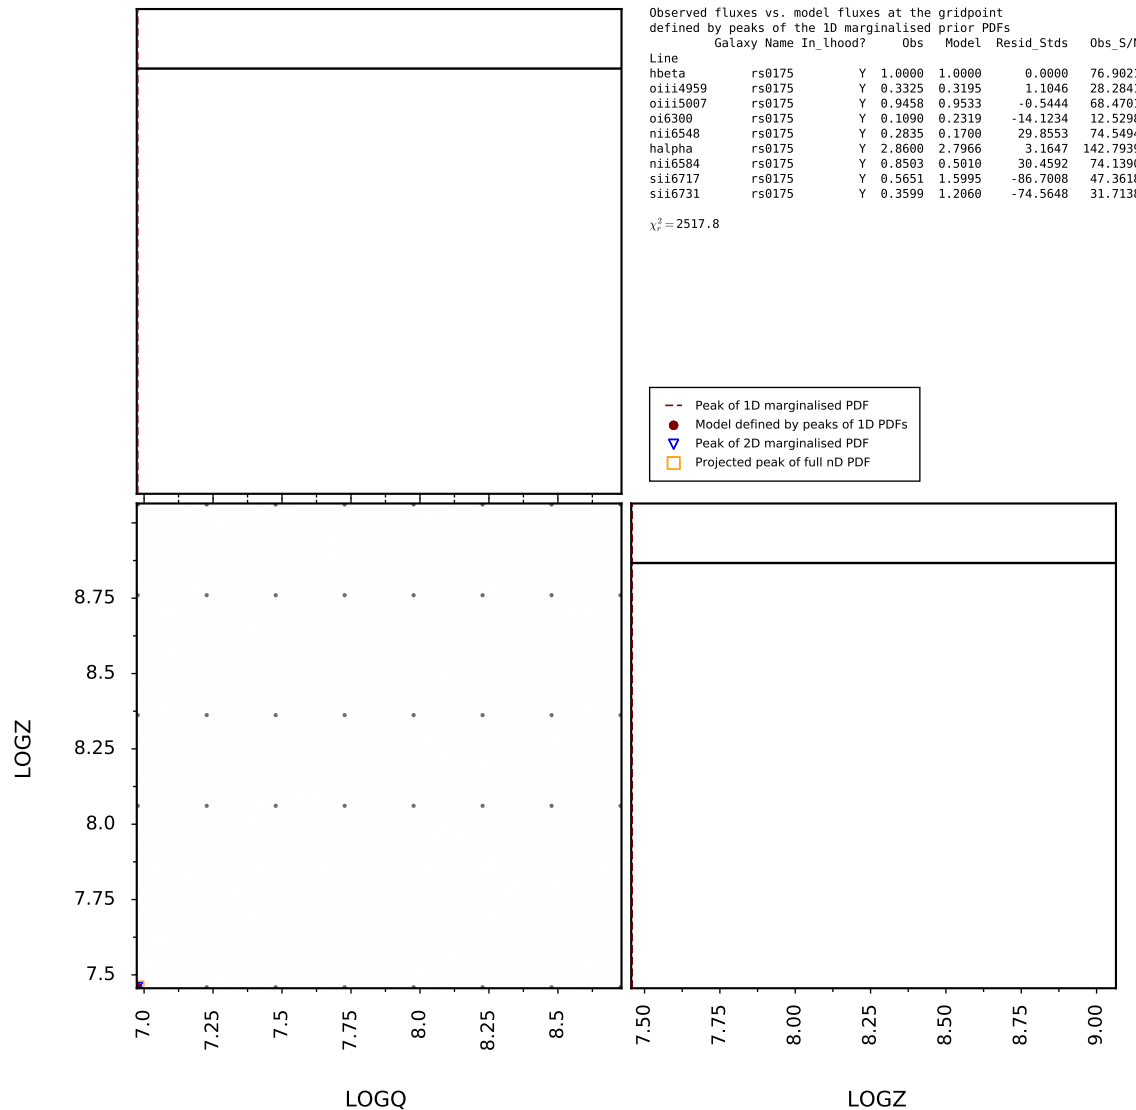 Observed fluxes vs. model fluxes at the gridpoint
defined by peaks of the 1D marginalised prior PDFs
Galaxy Name In_lhood? Obs Model Resid_Stds Obs_S/N
Line
hbeta rs0175 Y 1.0000 1.0000 0.0000 76.902
oiii4959 rs0175 Y 0.3325 0.3195 1.1046 28.284
oiii5007 rs0175 Y 0.9458 0.9533 -0.5444 68.470
oi6300 rs0175 Y 0.1090 0.2319 -14.1234 12.529
nii6548 rs0175 Y 0.2835 0.1700 29.8553 74.549
halpha rs0175 Y 2.8600 2.7966 3.1647 142.793
nii6584 rs0175 Y 0.8503 0.5010 30.4592 74.139
sii6717 rs0175 Y 0.5651 1.5995 -86.7008 47.361
sii6731 rs0175 Y 0.3599 1.2060 -74.5648 31.713
χ²ᵣ = 2517.8
Peak of 1D marginalised PDF
Model defined by peaks of 1D PDFs
Peak of 2D marginalised PDF
Projected peak of full nD PDF
8.75
8.5
8.25
8.0
7.75
7.5
LOGZ
7.0 7.25 7.5 7.75 8.0 8.25 8.5
LOGQ
7.50 7.75 8.00 8.25 8.50 8.75 9.00
LOGZ